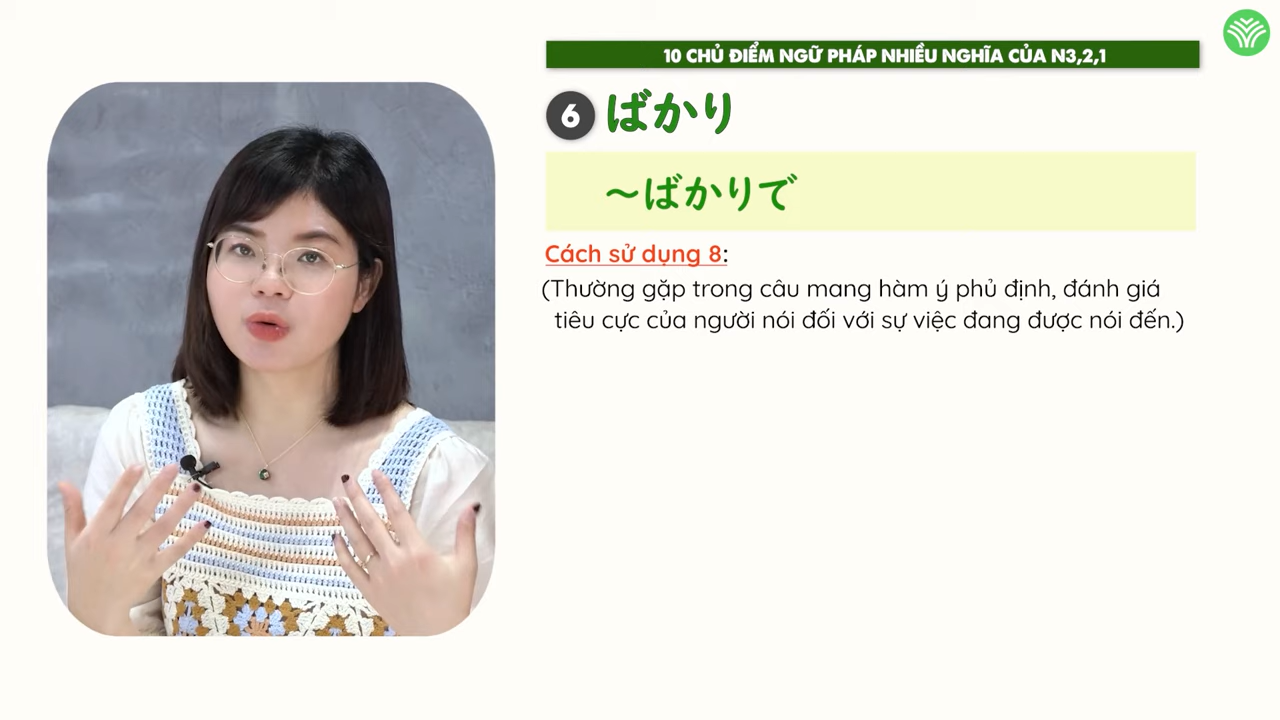 10 CHỦ ĐIỂM NGỮ PHÁP NHIỀU NGHĨA CỦA N3,2,1
6 ばかり
～ばかりで
Cách sử dụng 8:
(Thường gặp trong câu mang hàm ý phủ định, đánh giá
tiêu cực của người nói đối với sự việc đang được nói đến.)